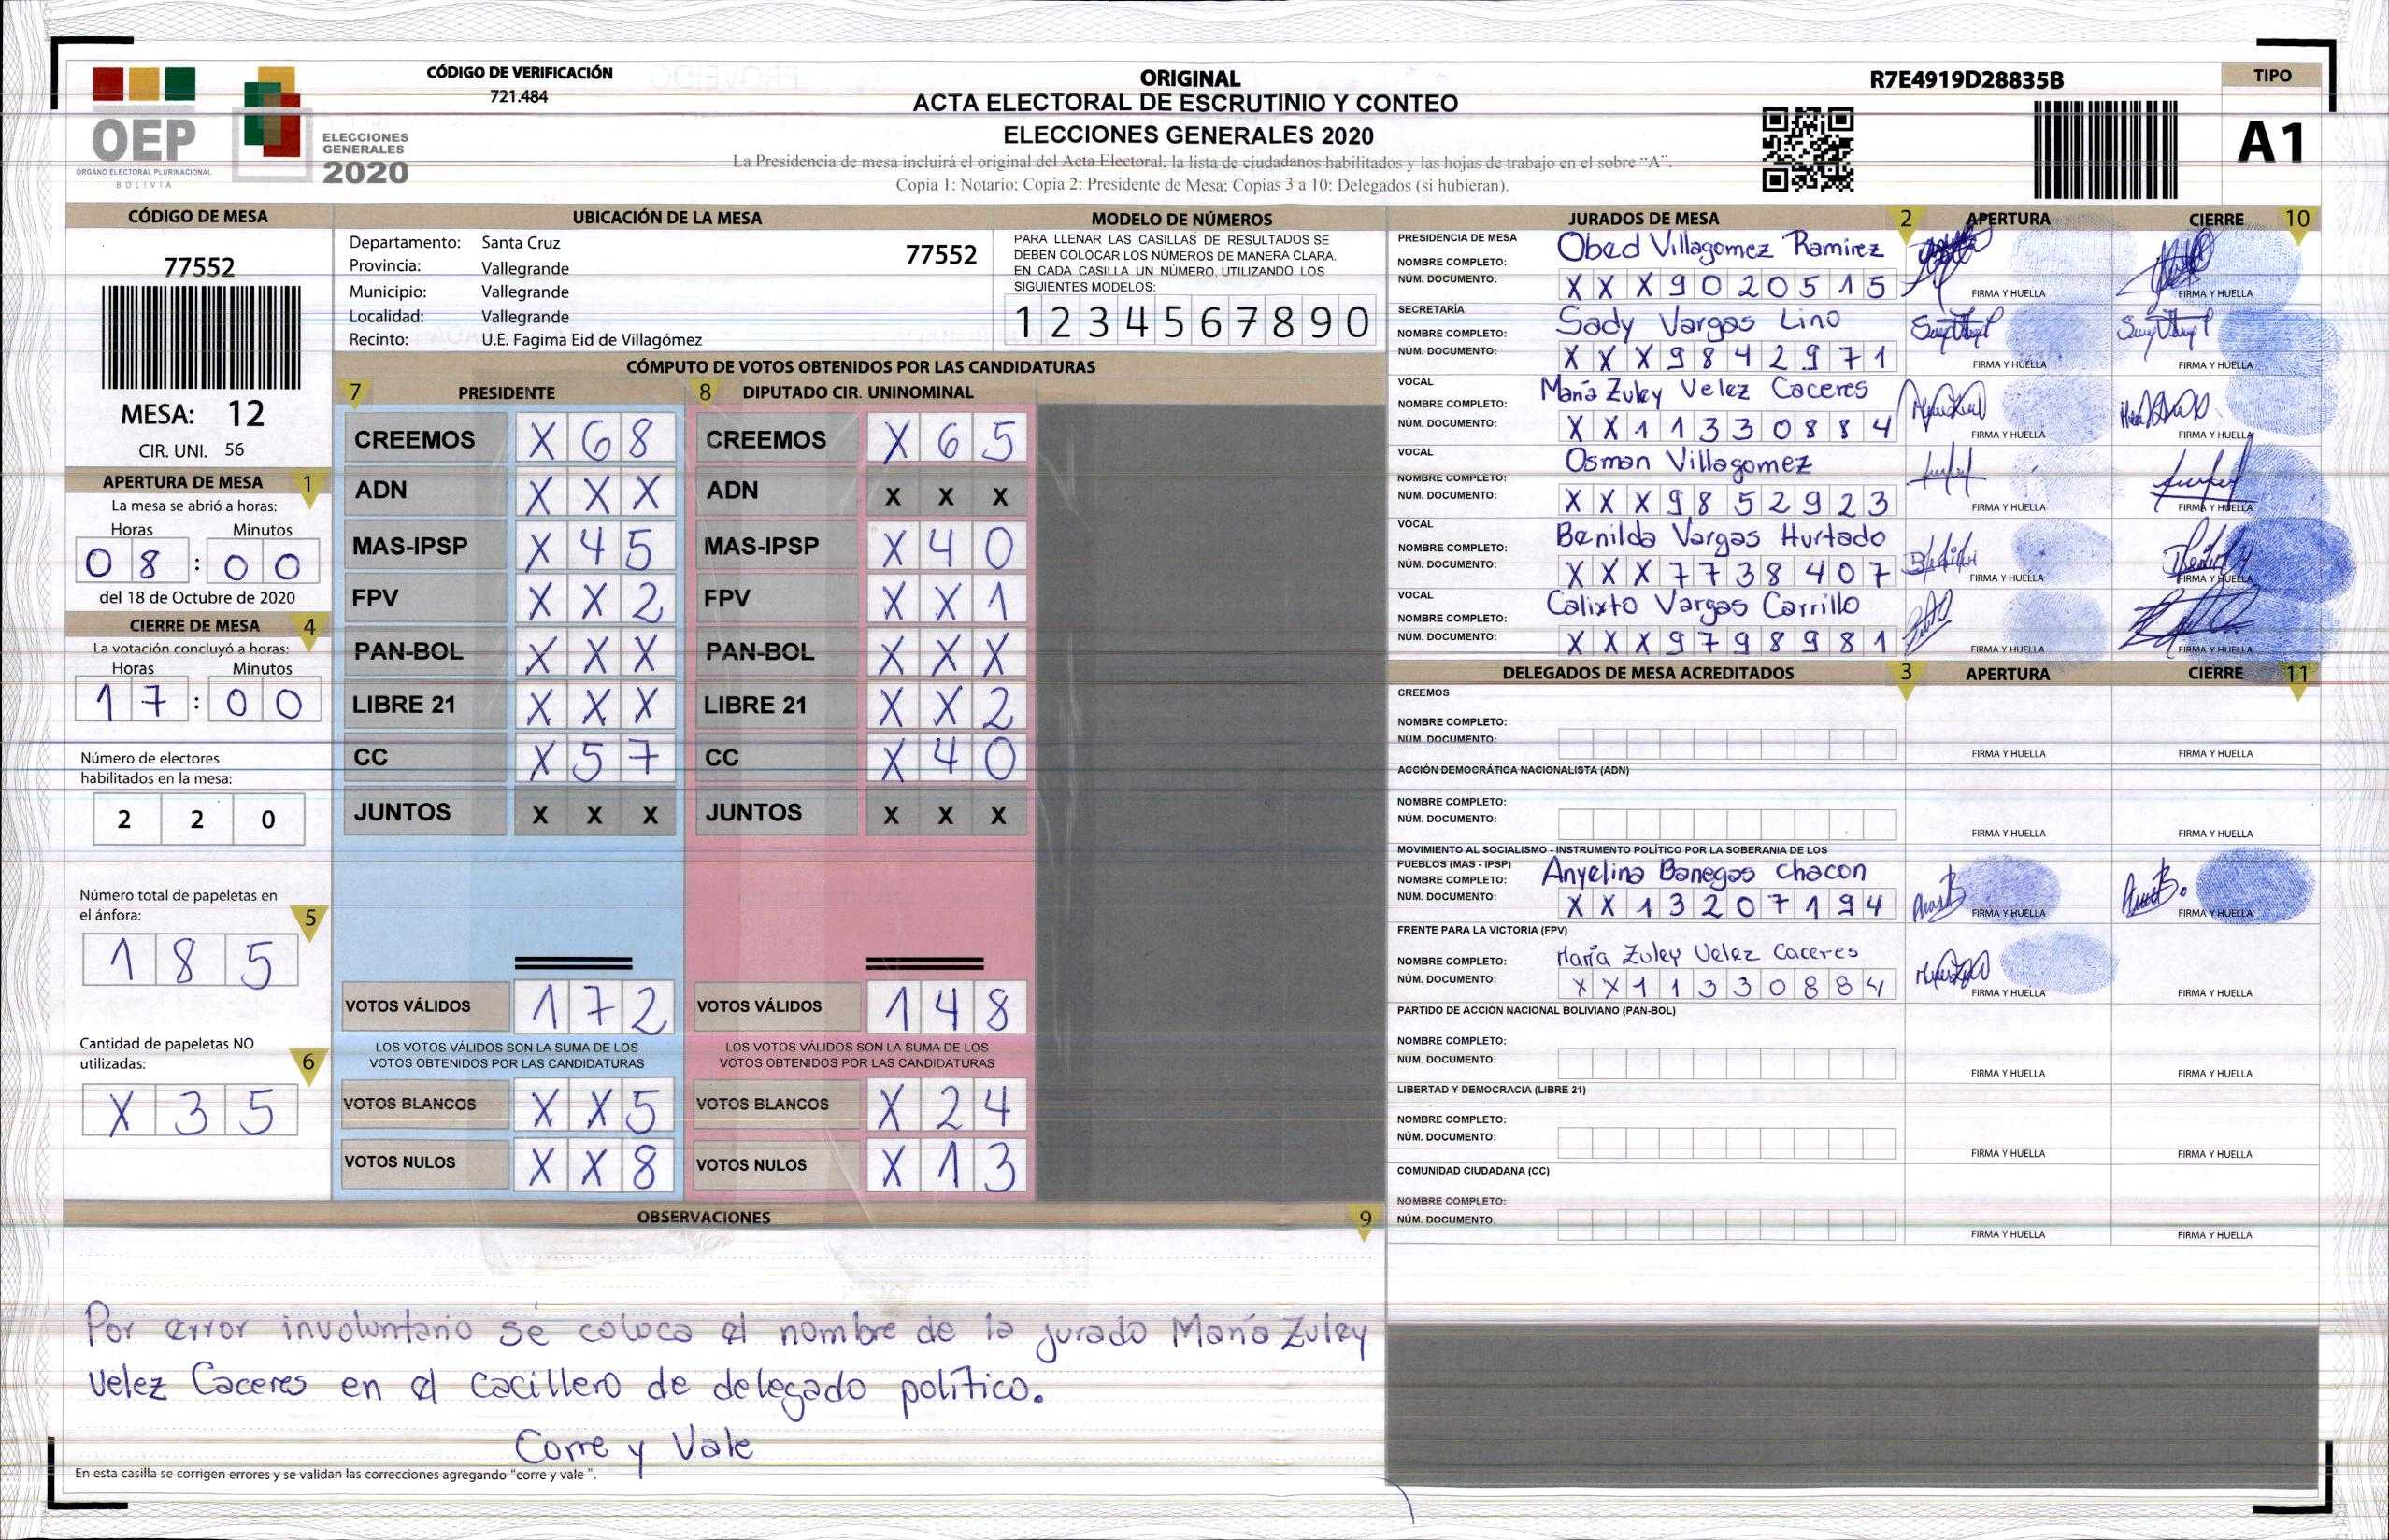 CÓDIGO DE VERIFICACIÓN
721.484
OEP
ÓRGANO ELECTORAL PLURINACIONAL
BOLIVIA
ELECCIONES
GENERALES
2020
ORIGINAL
ACTA ELECTORAL DE ESCRUTINIO Y CONTEO
ELECCIONES GENERALES 2020
La Presidencia de mesa incluirá el original del Acta Electoral, la lista de ciudadanos habilitados y las hojas de trabajo en el sobre "A".
Copia 1: Notario; Copia 2: Presidente de Mesa; Copias 3 a 10: Delegados (si hubieran).
R7E4919D28835B
TIPO
A1
CÓDIGO DE MESA
77552
MESA: 12
CIR. UNI. 56
APERTURA DE MESA 1
La mesa se abrió a horas:
Horas Minutos
0 8 : 0 0
del 18 de Octubre de 2020
CIERRE DE MESA 4
La votación concluyó a horas:
Horas Minutos
1 7 : 0 0
Número de electores
habilitados en la mesa:
2 2 0
Número total de papeletas en
el ánfora: 5
1 8 5
Cantidad de papeletas NO
utilizadas: 6
X 3 5
UBICACIÓN DE LA MESA
Departamento: Santa Cruz 77552
Provincia: Vallegrande
Municipio: Vallegrande
Localidad: Vallegrande
Recinto: U.E. Fagima Eid de Villagómez
MODELO DE NÚMEROS
PARA LLENAR LAS CASILLAS DE RESULTADOS SE
DEBEN COLOCAR LOS NÚMEROS DE MANERA CLARA.
EN CADA CASILLA UN NÚMERO, UTILIZANDO LOS
SIGUIENTES MODELOS:
1 2 3 4 5 6 7 8 9 0
CÓMPUTO DE VOTOS OBTENIDOS POR LAS CANDIDATURAS
7 PRESIDENTE
CREEMOS X 6 8
ADN X X X
MAS-IPSP X 4 5
FPV X X 2
PAN-BOL X X X
LIBRE 21 X X X
CC X 5 7
JUNTOS X X X
VOTOS VÁLIDOS 1 7 2
LOS VOTOS VÁLIDOS SON LA SUMA DE LOS
VOTOS OBTENIDOS POR LAS CANDIDATURAS
VOTOS BLANCOS X X 5
VOTOS NULOS X X 8
8 DIPUTADO CIR. UNINOMINAL
CREEMOS X 6 5
ADN X X X
MAS-IPSP X 4 0
FPV X X 1
PAN-BOL X X X
LIBRE 21 X X 2
CC X 4 0
JUNTOS X X X
VOTOS VÁLIDOS 1 4 8
LOS VOTOS VÁLIDOS SON LA SUMA DE LOS
VOTOS OBTENIDOS POR LAS CANDIDATURAS
VOTOS BLANCOS X 2 4
VOTOS NULOS X 1 3
OBSERVACIONES 9
Por error involuntario se coloca el nombre de la jurado María Zuley
Velez Caceres en el cacillero de delegado político.
Corre y Vale
En esta casilla se corrigen errores y se validan las correcciones agregando "corre y vale ".
JURADOS DE MESA 2 APERTURA CIERRE 10
PRESIDENCIA DE MESA
NOMBRE COMPLETO: Obed Villagomez Ramirez
NÚM. DOCUMENTO: X X X 9 0 2 0 5 1 5
FIRMA Y HUELLA FIRMA Y HUELLA
SECRETARÍA
NOMBRE COMPLETO: Sady Vargas Lino
NÚM. DOCUMENTO: X X X 9 8 4 2 9 7 1
FIRMA Y HUELLA FIRMA Y HUELLA
VOCAL
NOMBRE COMPLETO: María Zuley Velez Caceres
NÚM. DOCUMENTO: X X 1 1 3 3 0 8 8 4
FIRMA Y HUELLA FIRMA Y HUELLA
VOCAL
NOMBRE COMPLETO: Osman Villagomez
NÚM. DOCUMENTO: X X X 9 8 5 2 9 2 3
FIRMA Y HUELLA FIRMA Y HUELLA
VOCAL
NOMBRE COMPLETO: Benilda Vargas Hurtado
NÚM. DOCUMENTO: X X X 7 7 3 8 4 0 7
FIRMA Y HUELLA FIRMA Y HUELLA
VOCAL
NOMBRE COMPLETO: Calixto Vargas Carrillo
NÚM. DOCUMENTO: X X X 9 7 9 8 9 8 1
FIRMA Y HUELLA FIRMA Y HUELLA
DELEGADOS DE MESA ACREDITADOS 3 APERTURA CIERRE 11
CREEMOS
NOMBRE COMPLETO:
NÚM. DOCUMENTO:
FIRMA Y HUELLA FIRMA Y HUELLA
ACCIÓN DEMOCRÁTICA NACIONALISTA (ADN)
NOMBRE COMPLETO:
NÚM. DOCUMENTO:
FIRMA Y HUELLA FIRMA Y HUELLA
MOVIMIENTO AL SOCIALISMO - INSTRUMENTO POLÍTICO POR LA SOBERANIA DE LOS
PUEBLOS (MAS - IPSP)
NOMBRE COMPLETO: Anyelina Banegas chacon
NÚM. DOCUMENTO: X X 1 3 2 0 7 1 9 4
FIRMA Y HUELLA FIRMA Y HUELLA
FRENTE PARA LA VICTORIA (FPV)
NOMBRE COMPLETO: María Zuley Velez Caceres
NÚM. DOCUMENTO: X X 1 1 3 3 0 8 8 4
FIRMA Y HUELLA FIRMA Y HUELLA
PARTIDO DE ACCIÓN NACIONAL BOLIVIANO (PAN-BOL)
NOMBRE COMPLETO:
NÚM. DOCUMENTO:
FIRMA Y HUELLA FIRMA Y HUELLA
LIBERTAD Y DEMOCRACIA (LIBRE 21)
NOMBRE COMPLETO:
NÚM. DOCUMENTO:
FIRMA Y HUELLA FIRMA Y HUELLA
COMUNIDAD CIUDADANA (CC)
NOMBRE COMPLETO:
NÚM. DOCUMENTO:
FIRMA Y HUELLA FIRMA Y HUELLA